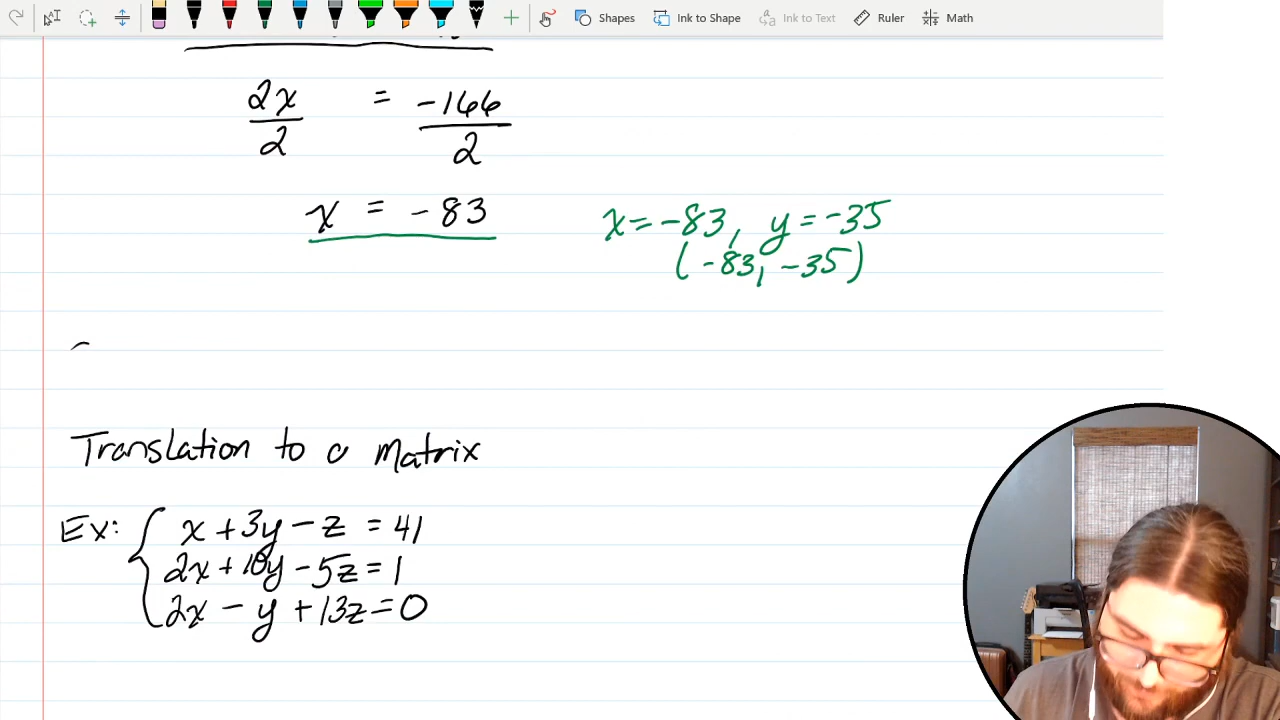 Shapes Ink to Shape Ink to Text Ruler Math
2x/2 = -166/2
x = -83
x = -83, y = -35
(-83, -35)
Translation to a matrix
Ex: { x + 3y - z = 41
2x + 10y - 5z = 1
2x - y + 13z = 0